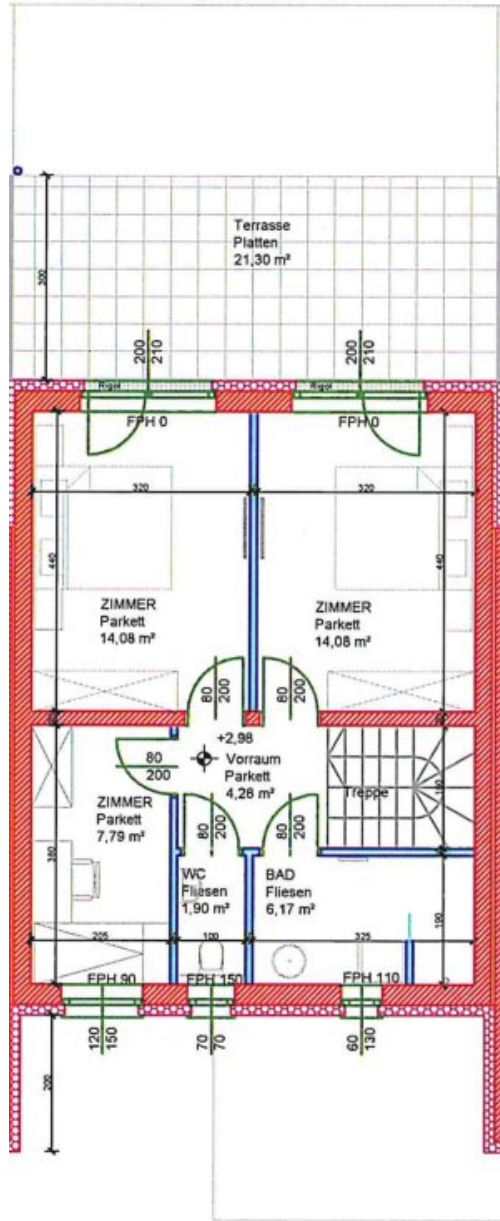 Terrasse
Platten
21,30 m²
300
200
210
200
210
Rigol
Rigol
FPH 0
FPH 0
320
320
440
440
ZIMMER
Parkett
14,08 m²
ZIMMER
Parkett
14,08 m²
80
200
80
200
+2,98
Vorraum
Parkett
4,28 m²
80
200
Treppe
ZIMMER
Parkett
7,79 m²
380
80
200
80
200
WC
Fliesen
1,90 m²
BAD
Fliesen
6,17 m²
190
205
100
325
FPH 90
FPH 150
FPH 110
120
150
70
70
60
130
200